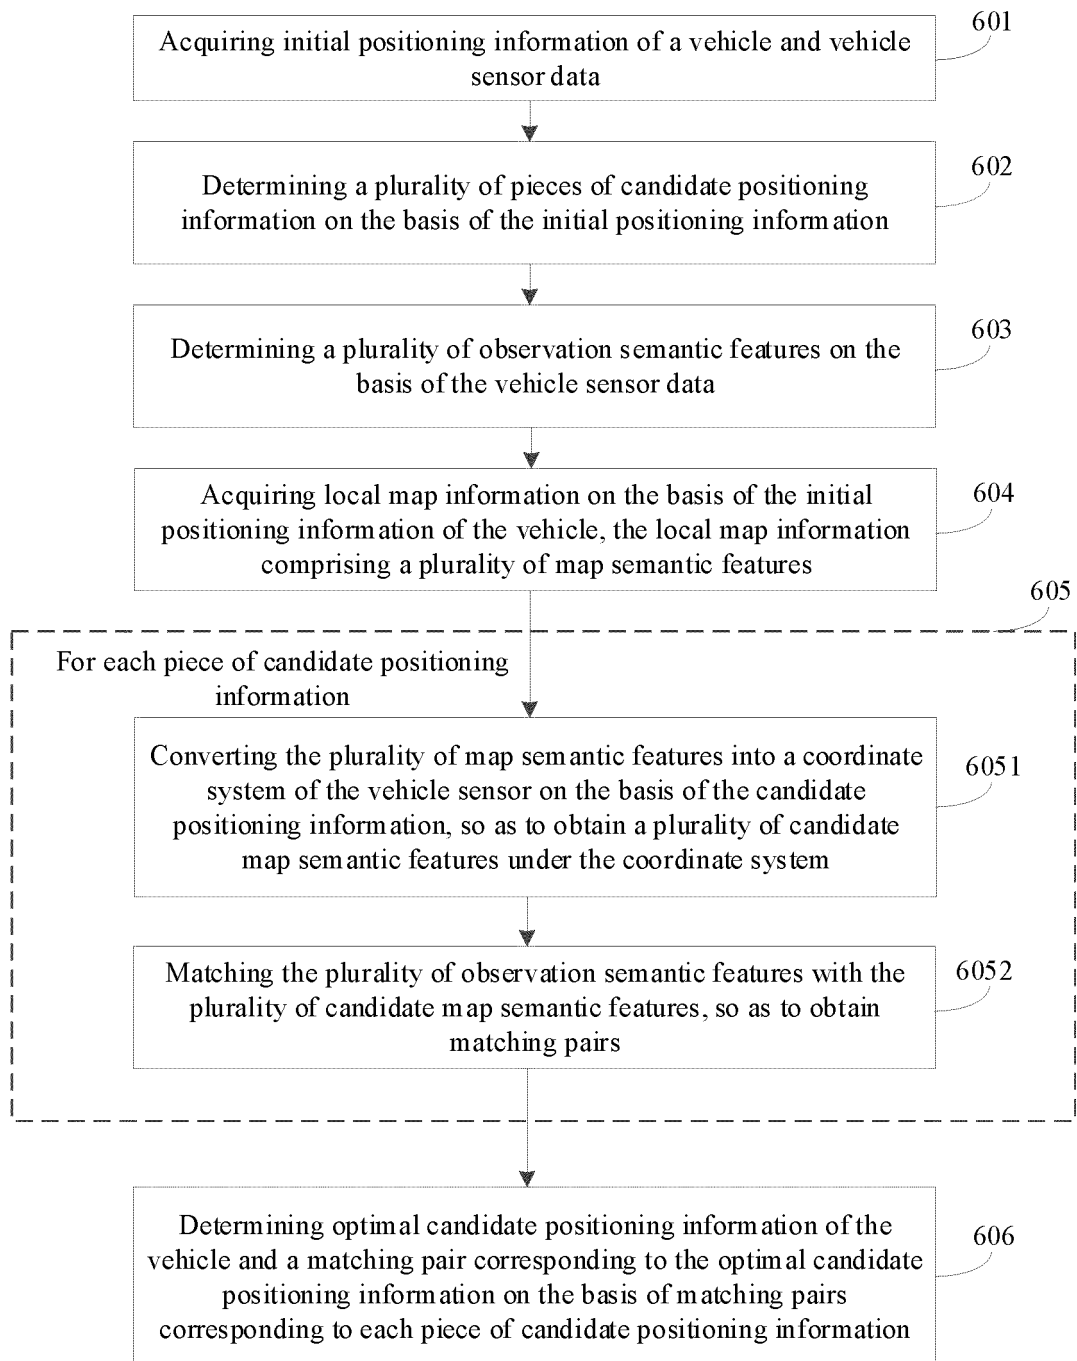 Acquiring initial positioning information of a vehicle and vehicle
sensor data
601
Determining a plurality of pieces of candidate positioning
information on the basis of the initial positioning information
602
Determining a plurality of observation semantic features on the
basis of the vehicle sensor data
603
Acquiring local map information on the basis of the initial
positioning information of the vehicle, the local map information
comprising a plurality of map semantic features
604
605
For each piece of candidate positioning
information
Converting the plurality of map semantic features into a coordinate
system of the vehicle sensor on the basis of the candidate
positioning information, so as to obtain a plurality of candidate
map semantic features under the coordinate system
6051
Matching the plurality of observation semantic features with the
plurality of candidate map semantic features, so as to obtain
matching pairs
6052
Determining optimal candidate positioning information of the
vehicle and a matching pair corresponding to the optimal candidate
positioning information on the basis of matching pairs
corresponding to each piece of candidate positioning information
606